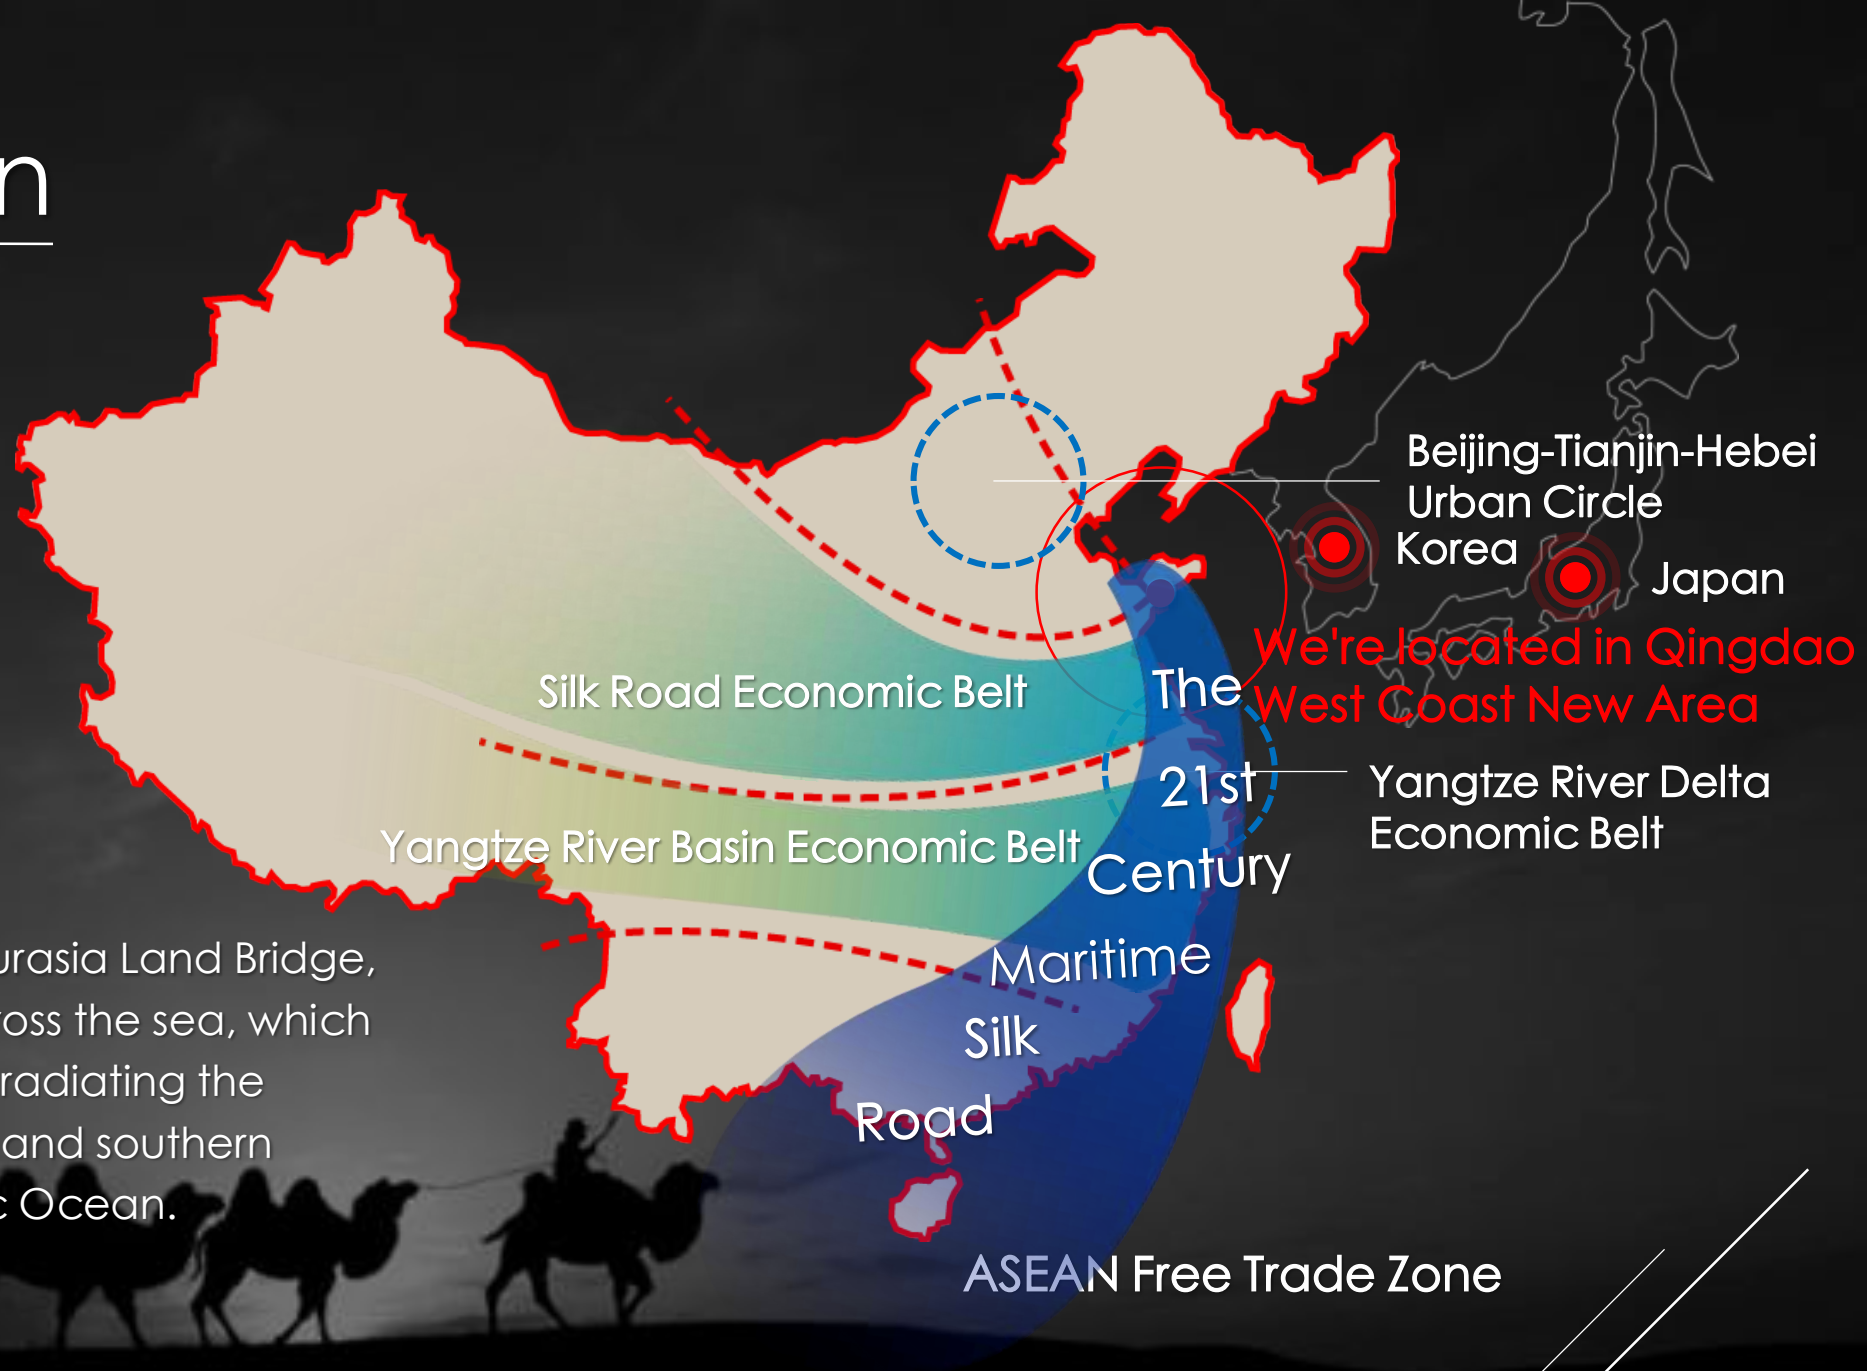 n
Beijing-Tianjin-Hebei
Urban Circle
Korea
Japan
We're located in Qingdao
West Coast New Area
Silk Road Economic Belt
The
21st
Century
Maritime
Silk
Road
Yangtze River Delta
Economic Belt
Yangtze River Basin Economic Belt
urasia Land Bridge,
oss the sea, which
radiating the
and southern
c Ocean.
ASEAN Free Trade Zone